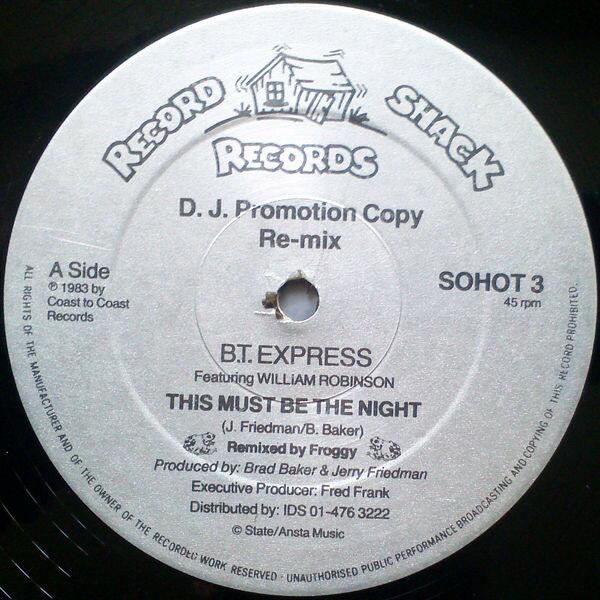 RECORD SHACK
RECORDS
D. J. Promotion Copy
Re-mix
A Side
℗ 1983 by
Coast to Coast
Records
SOHOT 3
45 rpm
B.T. EXPRESS
Featuring WILLiAM ROBINSON
THIS MUST BE THE NIGHT
(J. Friedman/B. Baker)
Remixed by Froggy
Produced by: Brad Baker & Jerry Friedman
Executive Producer: Fred Frank
Distributed by: IDS 01-476 3222
© State/Ansta Music
ALL RIGHTS OF THE MANUFACTURER AND OF THE OWNER OF THE RECORDED WORK RESERVED · UNAUTHORISED PUBLIC PERFORMANCE BROADCASTING AND COPYING OF THIS RECORD PROHIBITED.